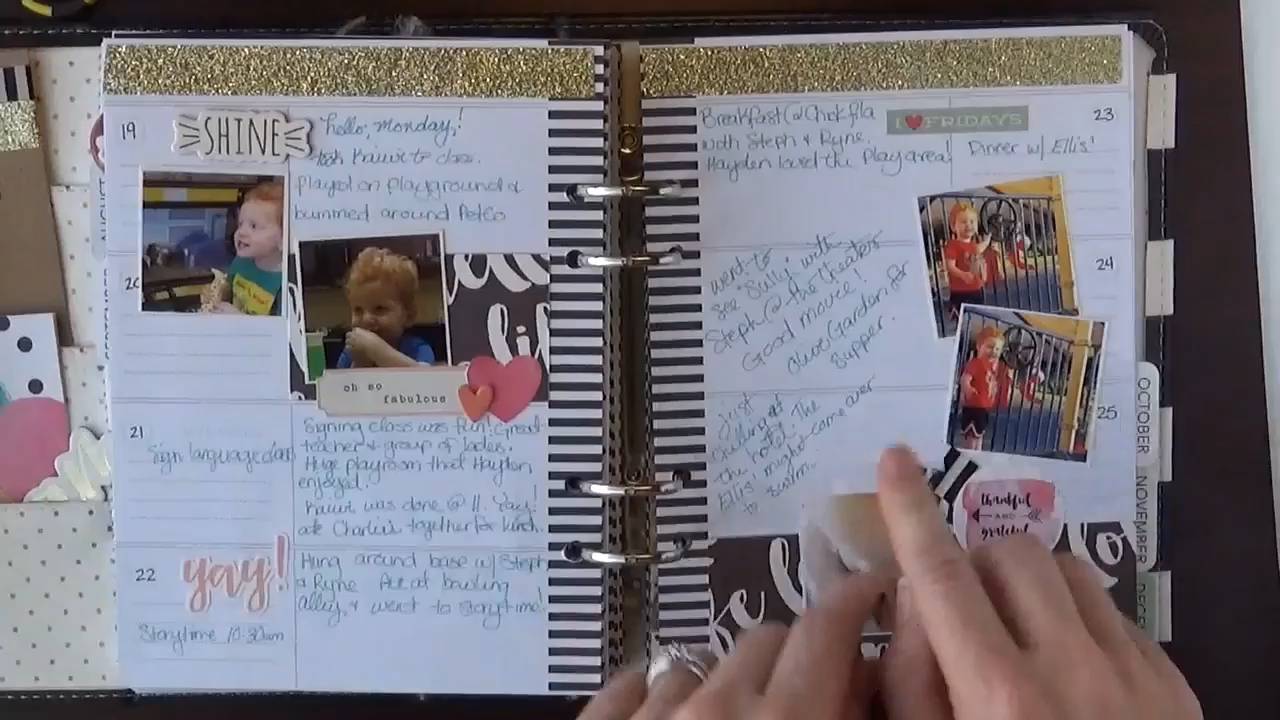 19
SHINE
hello, Monday!
took to class.
played on playground &
bummed around PetCo
20
oh so
fabulous
21
Sign language class
Signing class was fun! Great
teacher & group of ladies.
Huge playroom that Hayden
enjoyed.
was done @ 11. Yay!
ate Charlie's together for lunch.
22
yay!
Storytime 10:30am
Hung around base w/ Steph
& Ryne. Ate at bowling
Alley, & went to storytime!
Breakfast @ Chickfila
with Steph & Ryne.
Hayden loved the play area!
I FRIDAYS
23
Dinner w/ Ellis'
went to
see "Sully" with
Steph @ the theater.
Good movie!
Olive Garden for
supper.
24
just
chilling at
the hotel. The
Ellis' might come over
to swim.
25
thankful
AND
grateful
AUGUST
SEPTEMBER
OCTOBER
NOVEMBER